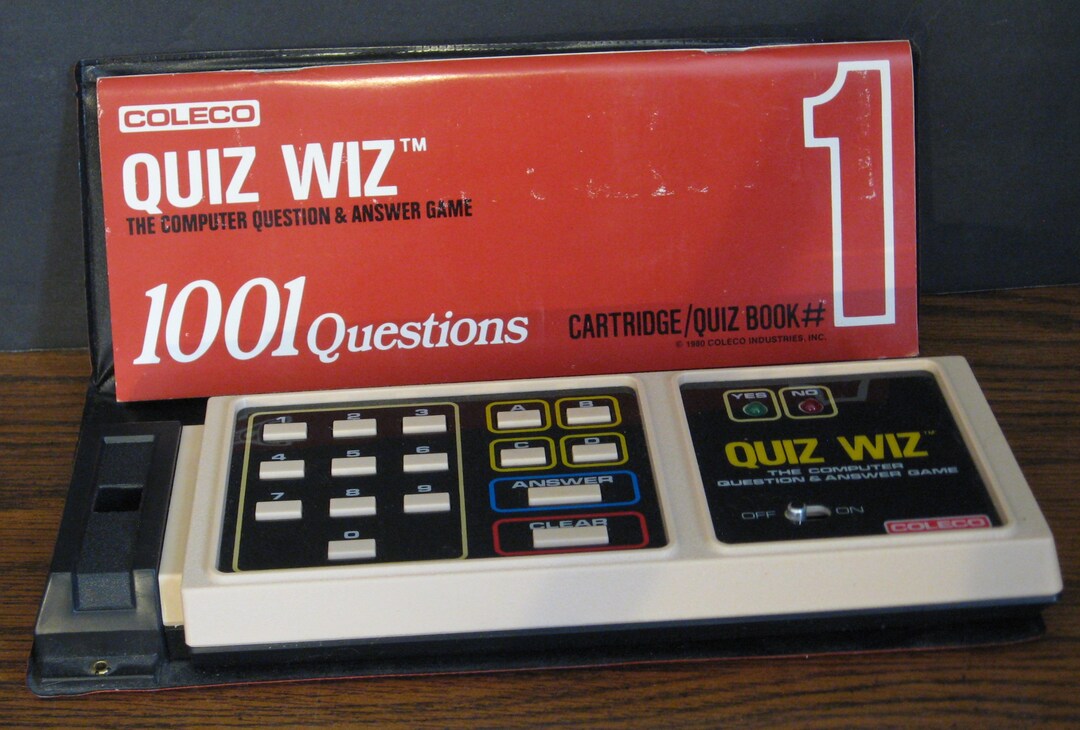 COLECO
QUIZ WIZ™
THE COMPUTER QUESTION & ANSWER GAME
1001 Questions
CARTRIDGE/QUIZ BOOK# 1
© 1980 COLECO INDUSTRIES, INC.
1 2 3
4 5 6
7 8 9
0
A B
C D
ANSWER
CLEAR
YES NO
QUIZ WIZ™
THE COMPUTER
QUESTION & ANSWER GAME
OFF ON
COLECO